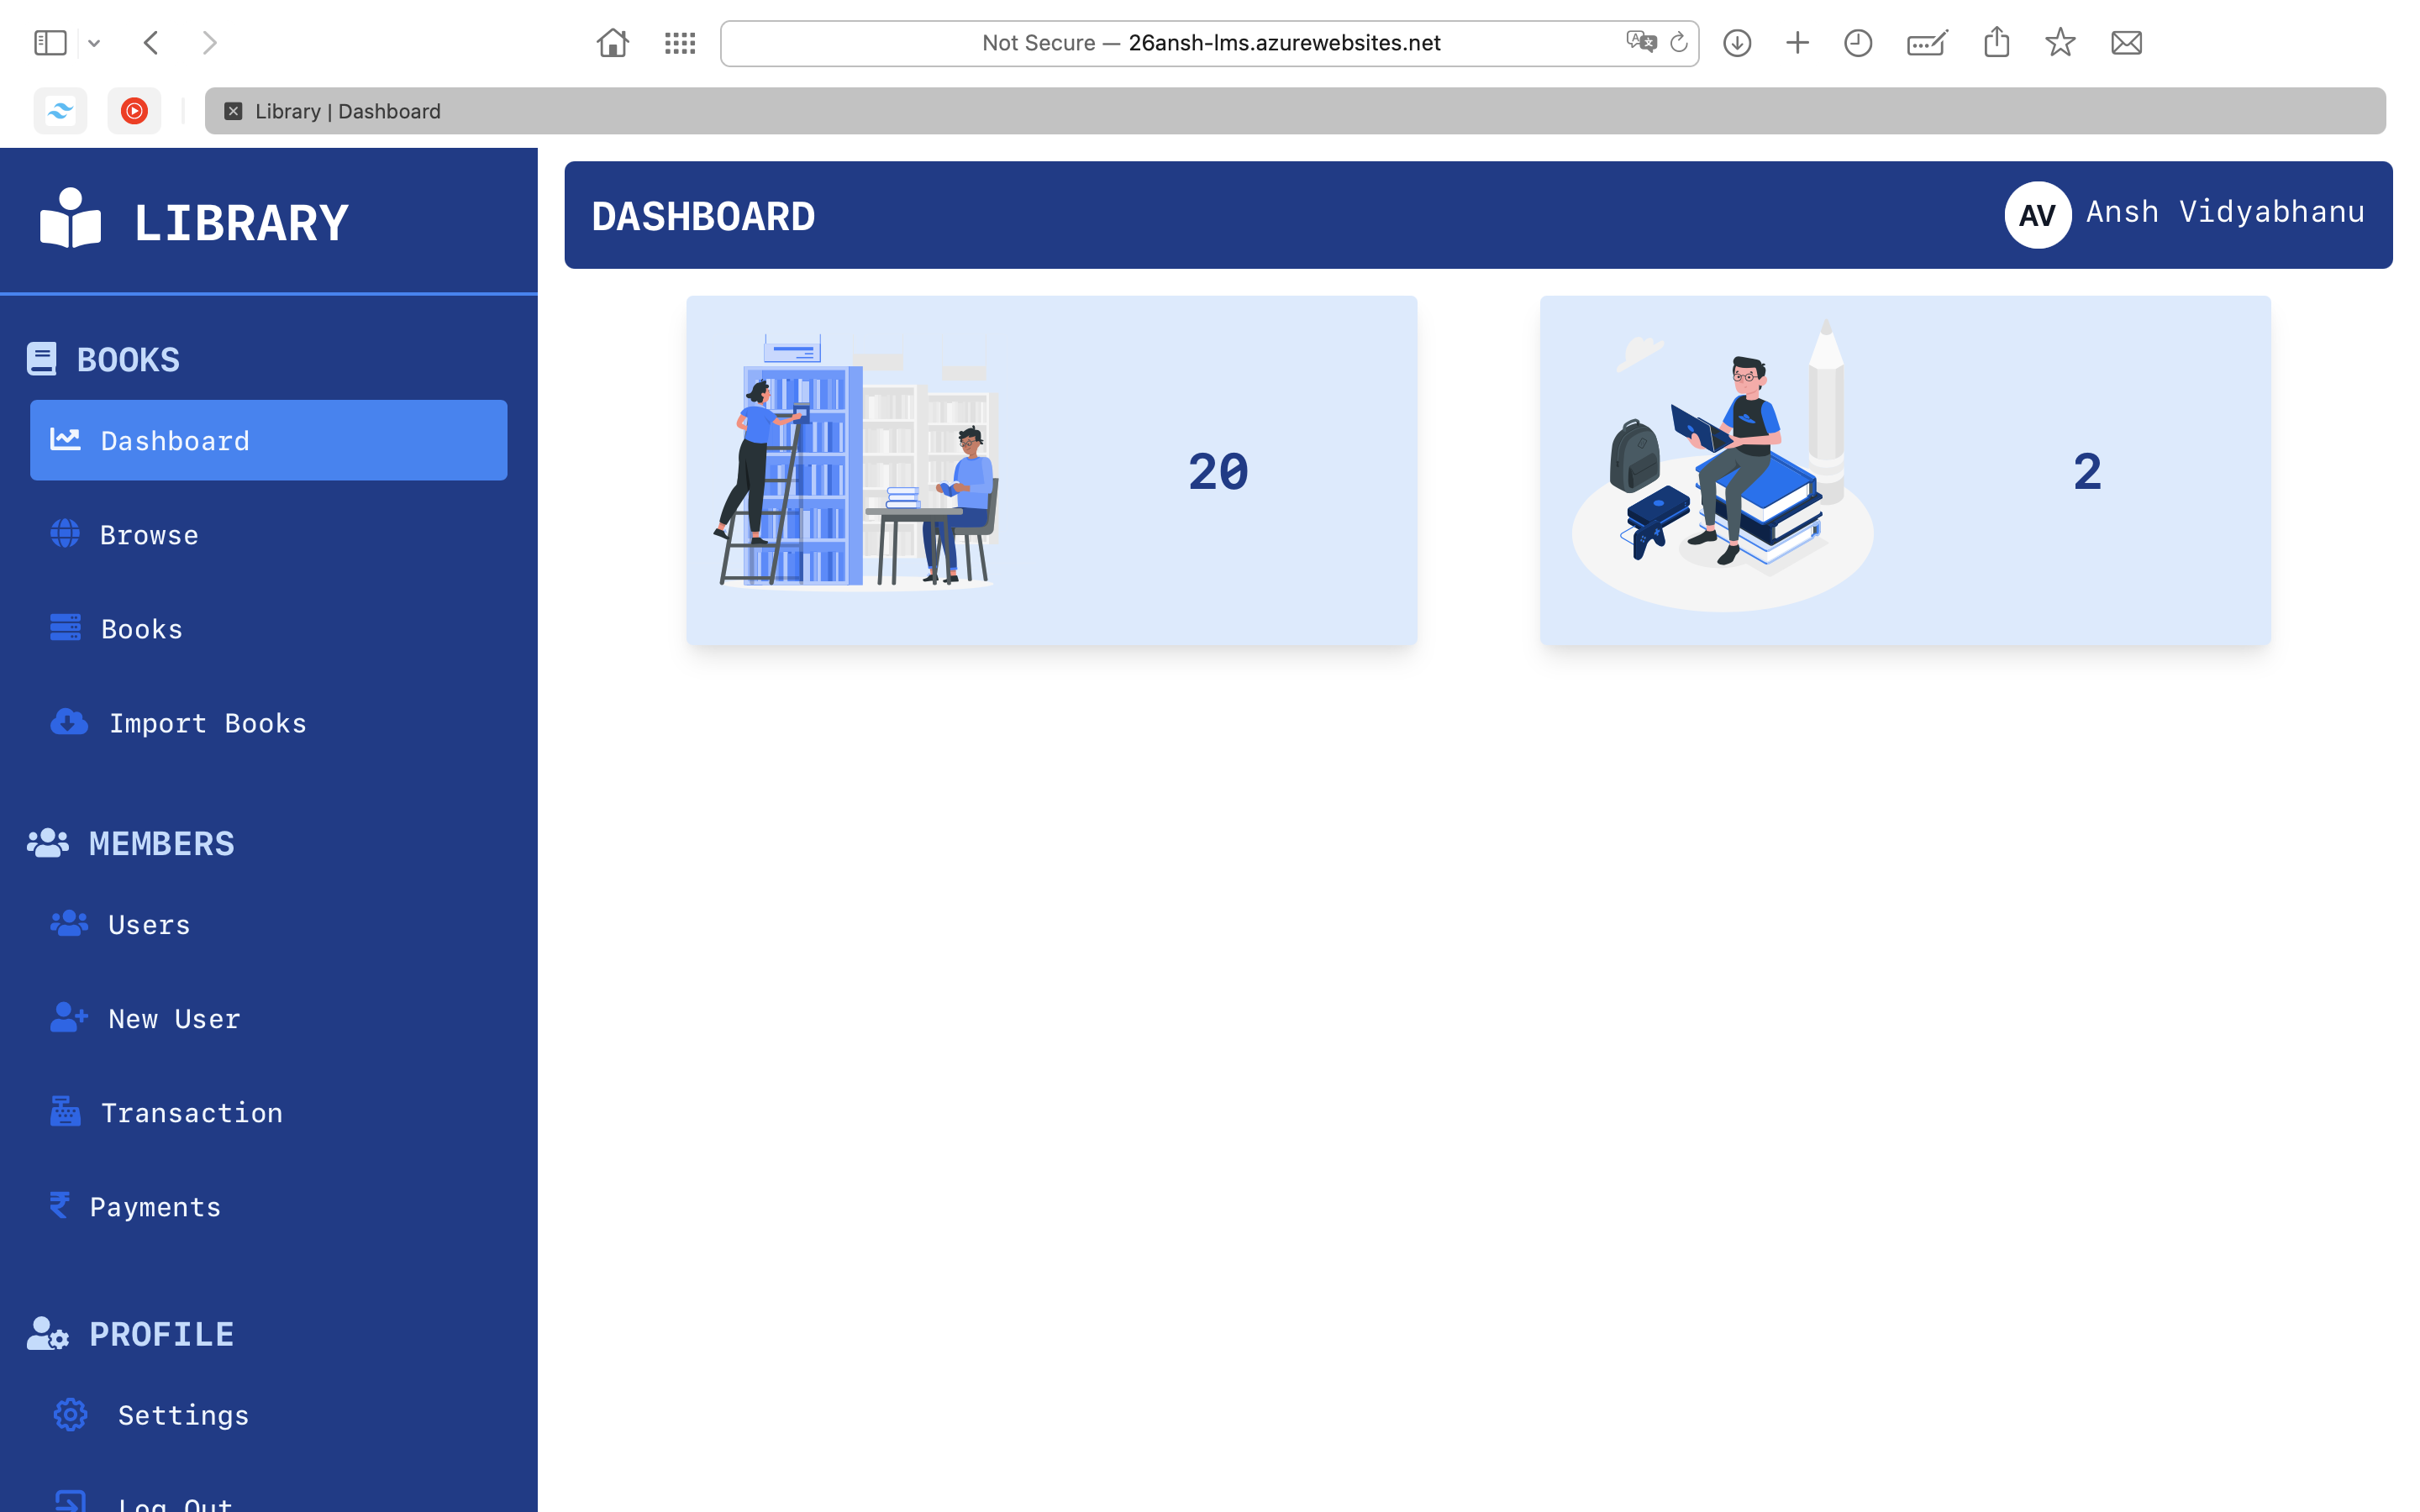 Not Secure — 26ansh-lms.azurewebsites.net
Library | Dashboard
LIBRARY
DASHBOARD
AV Ansh Vidyabhanu
BOOKS
Dashboard
20
2
Browse
Books
Import Books
MEMBERS
Users
New User
Transaction
Payments
PROFILE
Settings
Log Out